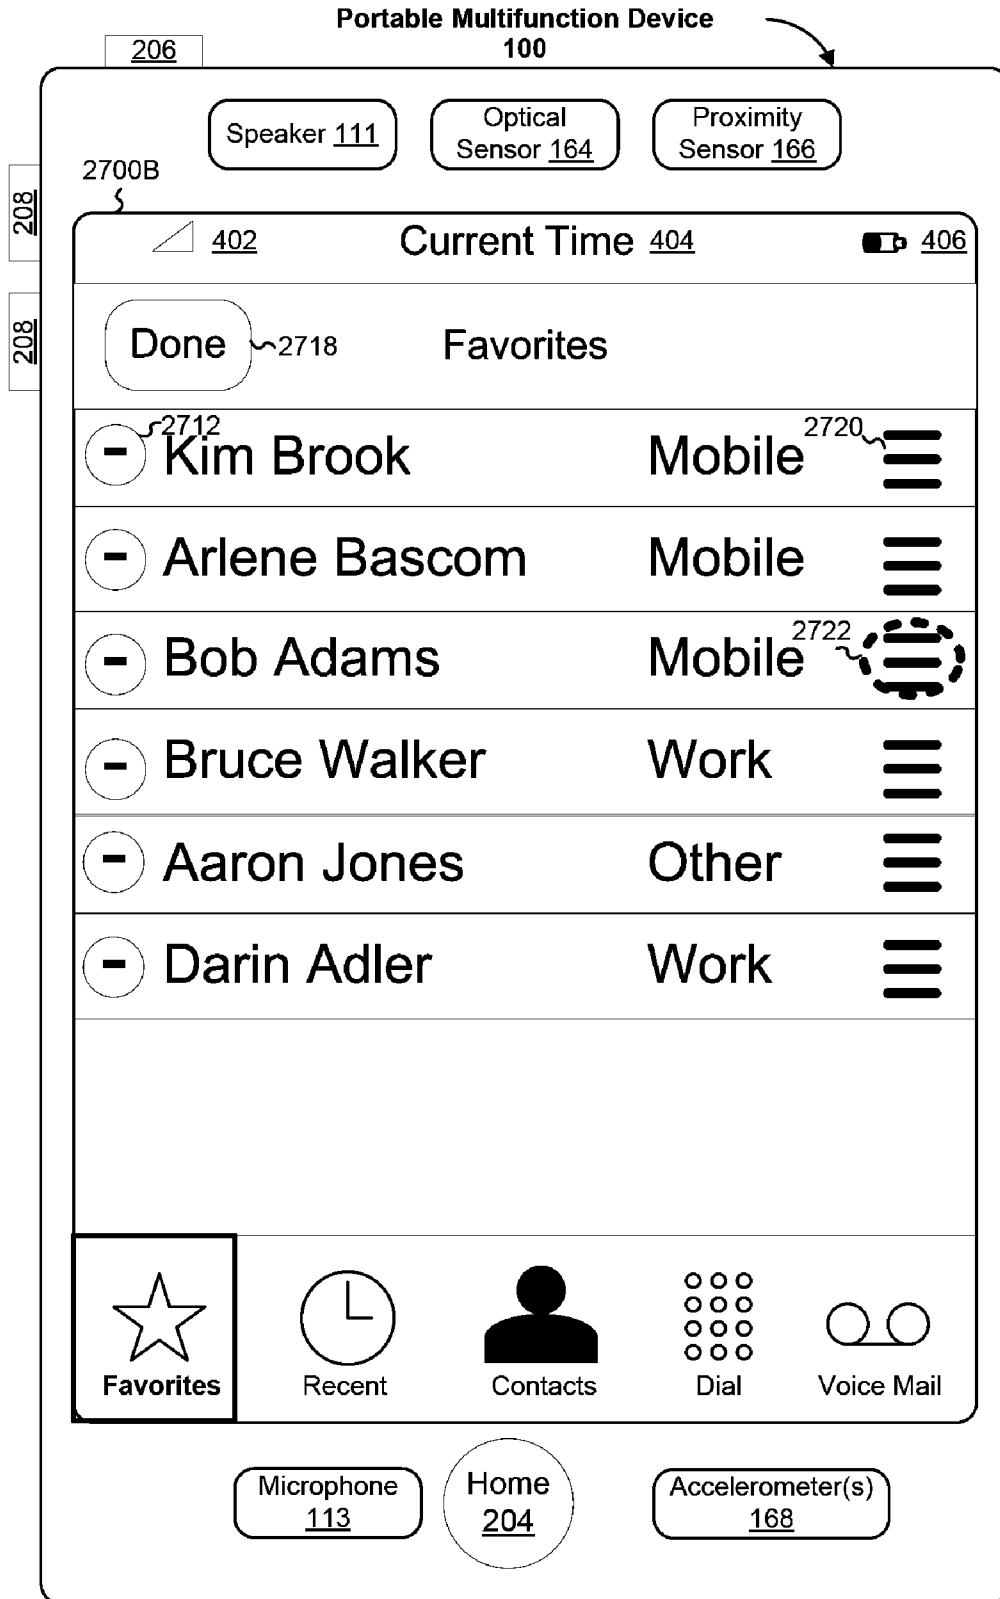 Portable Multifunction Device
100
206
Speaker 111
Optical
Sensor 164
Proximity
Sensor 166
2700B
208
402
Current Time 404
406
208
Done
2718
Favorites
2712
Kim Brook
Mobile
2720
Arlene Bascom
Mobile
Bob Adams
Mobile
2722
Bruce Walker
Work
Aaron Jones
Other
Darin Adler
Work
Favorites
Recent
Contacts
Dial
Voice Mail
Microphone
113
Home
204
Accelerometer(s)
168